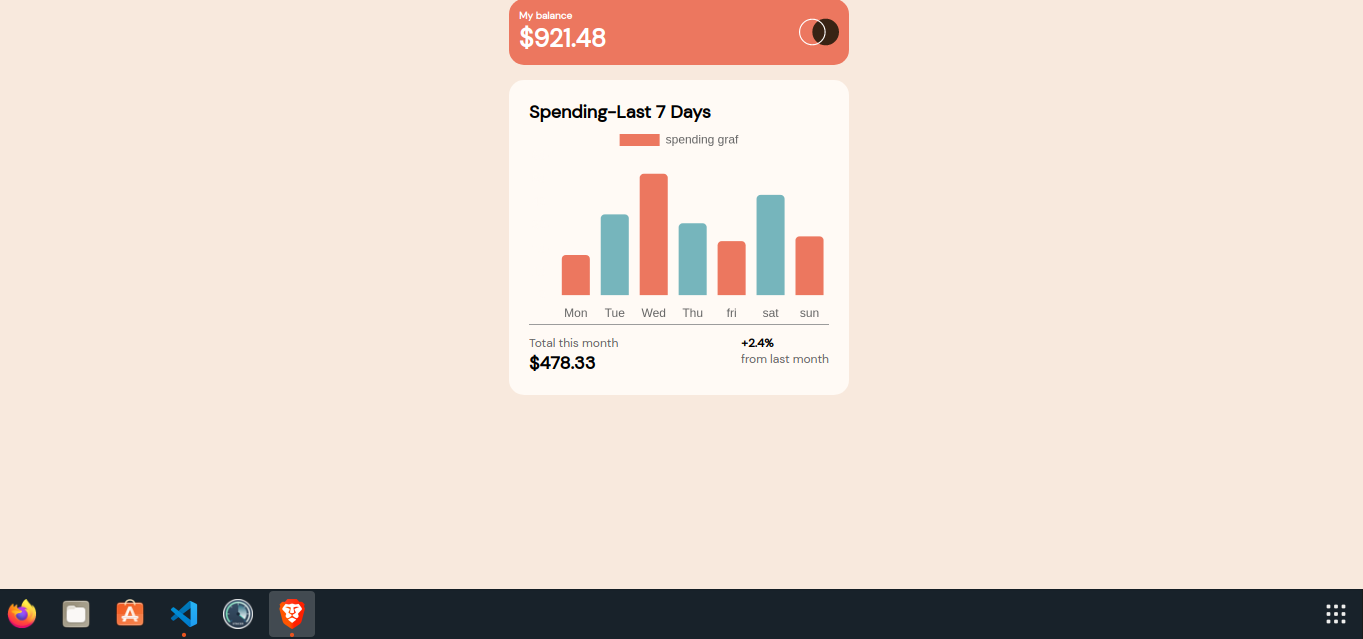 My balance
$921.48
Spending-Last 7 Days
spending graf
Mon Tue Wed Thu fri sat sun
Total this month +2.4%
$478.33 from last month